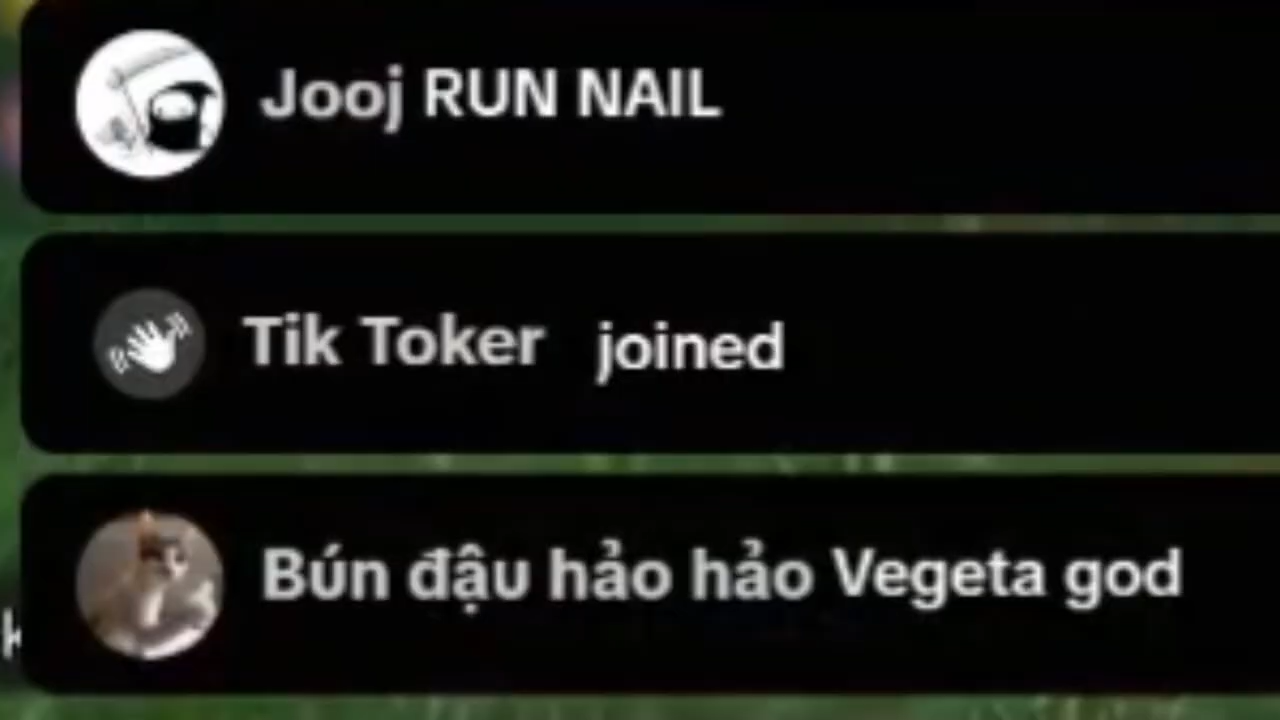 Jooj RUN NAIL
Tik Toker joined
Bún đậu hảo hảo Vegeta god